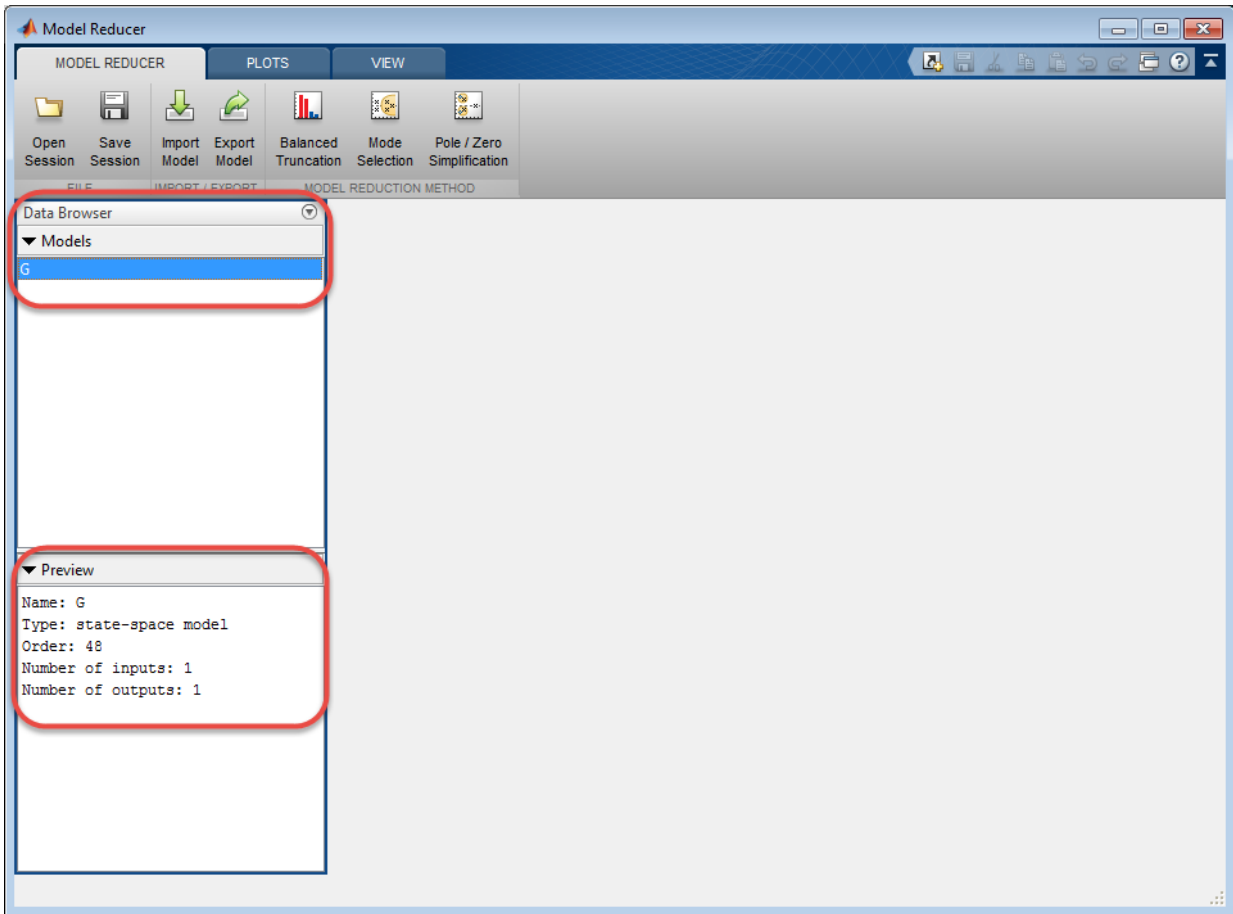 Model Reducer
MODEL REDUCER PLOTS VIEW
Open Session
Save Session
Import Model
Export Model
Balanced Truncation
Mode Selection
Pole / Zero Simplification
FILE IMPORT / EXPORT MODEL REDUCTION METHOD
Data Browser
Models
G
Preview
Name: G
Type: state-space model
Order: 48
Number of inputs: 1
Number of outputs: 1